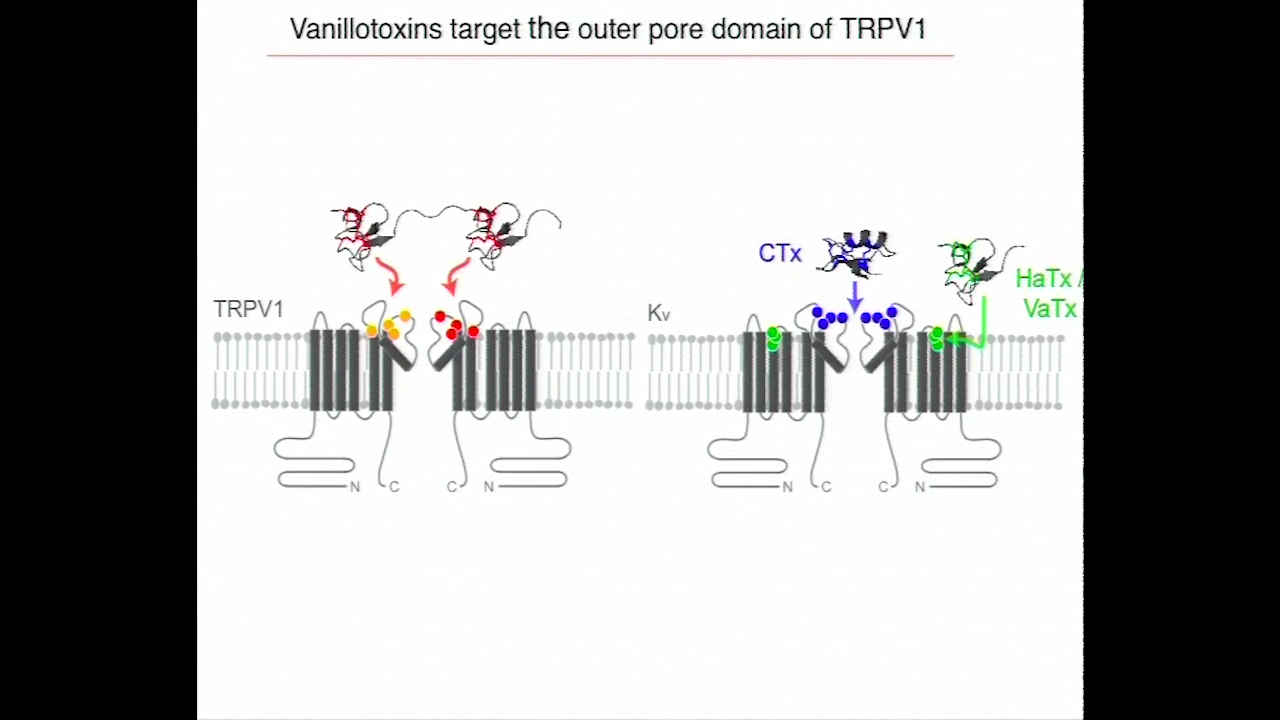 Vanillotoxins target the outer pore domain of TRPV1
CTx
HaTx /
VaTx
TRPV1
Kv
N C C N
N C C N